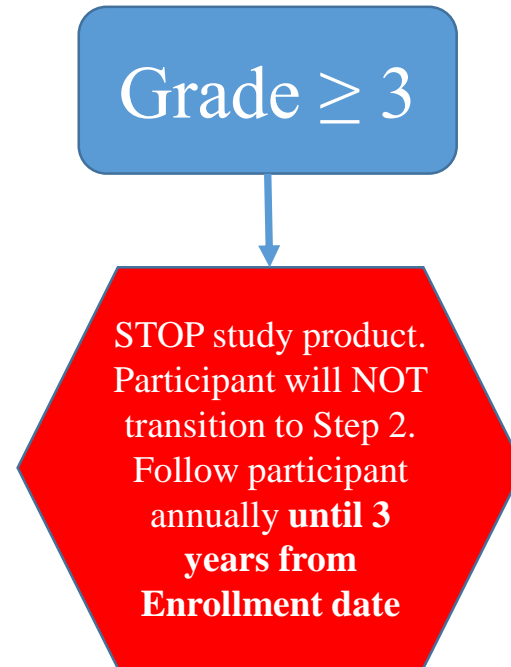 Grade ≥ 3
STOP study product.
Participant will NOT
transition to Step 2.
Follow participant
annually until 3
years from
Enrollment date